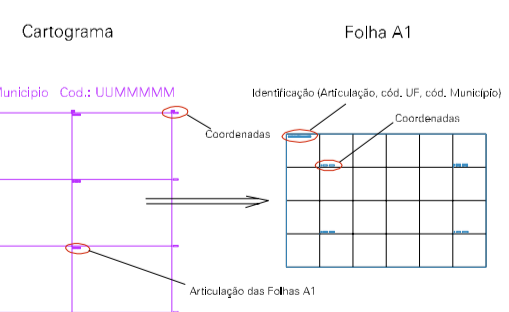 Cartograma
Folha A1
Município Cod.: UUMMMMM
Identificação (Articulação, cód. UF, cód. Município)
Coordenadas
Coordenadas
Articulação das Folhas A1